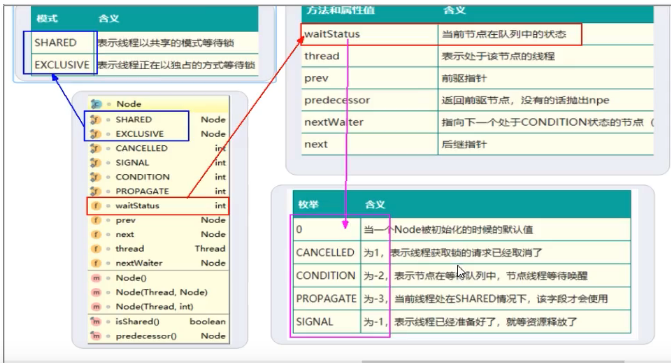 模式 含义
SHARED 表示线程以共享的模式等待锁
EXCLUSIVE 表示线程正在以独占的方式等待锁
方法和属性值 含义
waitStatus 当前节点在队列中的状态
thread 表示处于该节点的线程
prev 前驱指针
predecessor 返回前驱节点，没有的话抛出npe
nextWaiter 指向下一个处于CONDITION状态的节点（
next 后继指针
Node
SHARED Node
EXCLUSIVE Node
CANCELLED int
SIGNAL int
CONDITION int
PROPAGATE int
waitStatus int
prev Node
next Node
thread Thread
nextWaiter Node
Node()
Node(Thread, Node)
Node(Thread, int)
isShared() boolean
predecessor() Node
枚举 含义
0 当一个Node被初始化的时候的默认值
CANCELLED 为1，表示线程获取锁的请求已经取消了
CONDITION 为-2，表示节点在等待队列中，节点线程等待唤醒
PROPAGATE 为-3，当前线程处在SHARED情况下，该字段才会使用
SIGNAL 为-1，表示线程已经准备好了，就等资源释放了